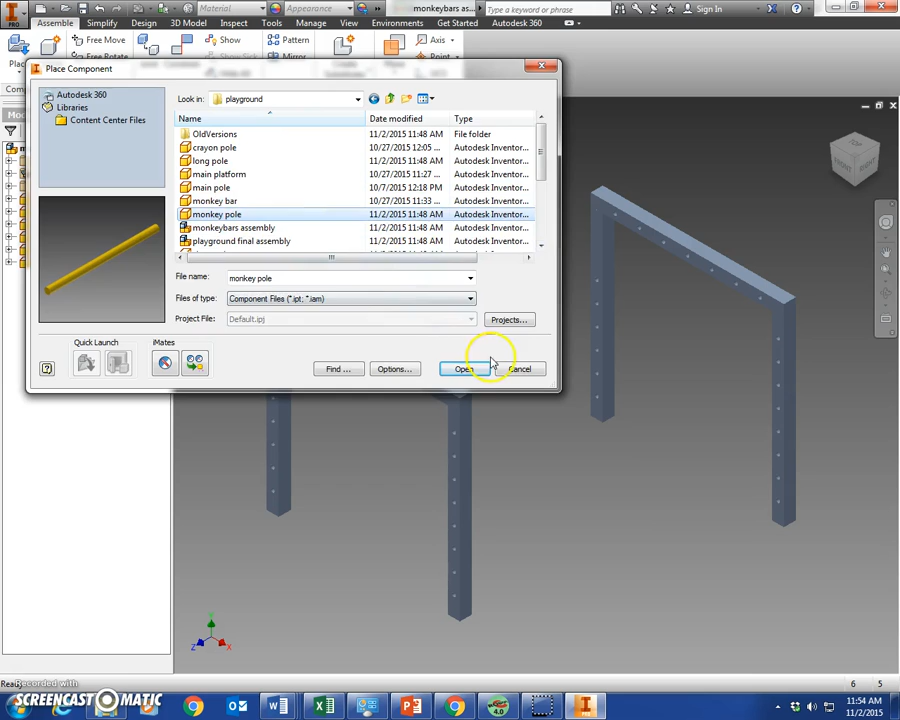 Material
Appearance
monkeybars as...
Type a keyword or phrase
Sign In
Assemble
Simplify
Design
3D Model
Inspect
Tools
Manage
View
Environments
Get Started
Autodesk 360
Free Move
Show
Pattern
Axis
Mirror
Point
Place Component
Autodesk 360
Libraries
Content Center Files
Look in:
playground
Name
Date modified
Type
OldVersions
11/2/2015 11:48 AM
File folder
crayon pole
10/27/2015 12:05 ...
Autodesk Inventor...
long pole
11/2/2015 11:48 AM
Autodesk Inventor...
main platform
10/27/2015 11:27 ...
Autodesk Inventor...
main pole
10/7/2015 12:18 PM
Autodesk Inventor...
monkey bar
10/27/2015 11:33 ...
Autodesk Inventor...
monkey pole
11/2/2015 11:48 AM
Autodesk Inventor...
monkeybars assembly
11/2/2015 11:48 AM
Autodesk Inventor...
playground final assembly
11/2/2015 11:48 AM
Autodesk Inventor...
File name:
monkey pole
Files of type:
Component Files (*.ipt; *.iam)
Project File:
Default.ipj
Projects...
Quick Launch
iMates
Find ...
Options...
Open
Cancel
FRONT
RIGHT
Y
Z
X
Ready
6
5
Recorded with
SCREENCAST-O-MATIC
11:54 AM
11/2/2015